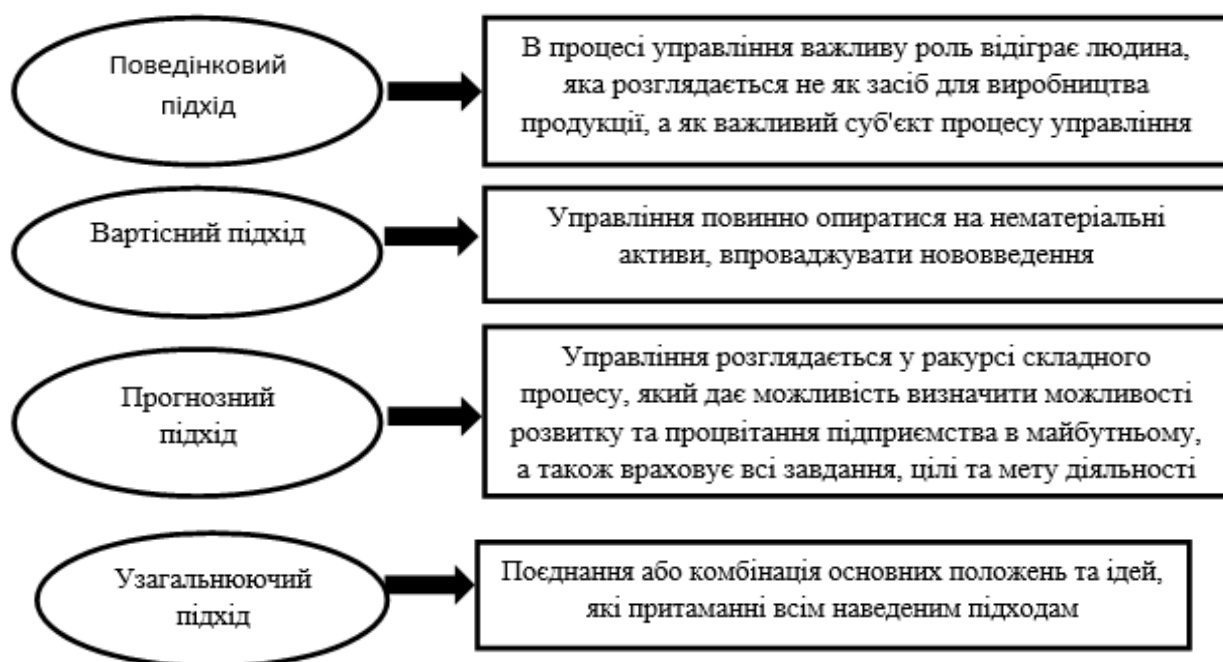 Поведінковий
підхід
В процесі управління важливу роль відіграє людина,
яка розглядається не як засіб для виробництва
продукції, а як важливий суб'єкт процесу управління
Вартісний підхід
Управління повинно опиратися на нематеріальні
активи, впроваджувати нововведення
Прогнозний
підхід
Управління розглядається у ракурсі складного
процесу, який дає можливість визначити можливості
розвитку та процвітання підприємства в майбутньому,
а також враховує всі завдання, цілі та мету діяльності
Узагальнюючий
підхід
Поєднання або комбінація основних положень та ідей,
які притаманні всім наведеним підходам